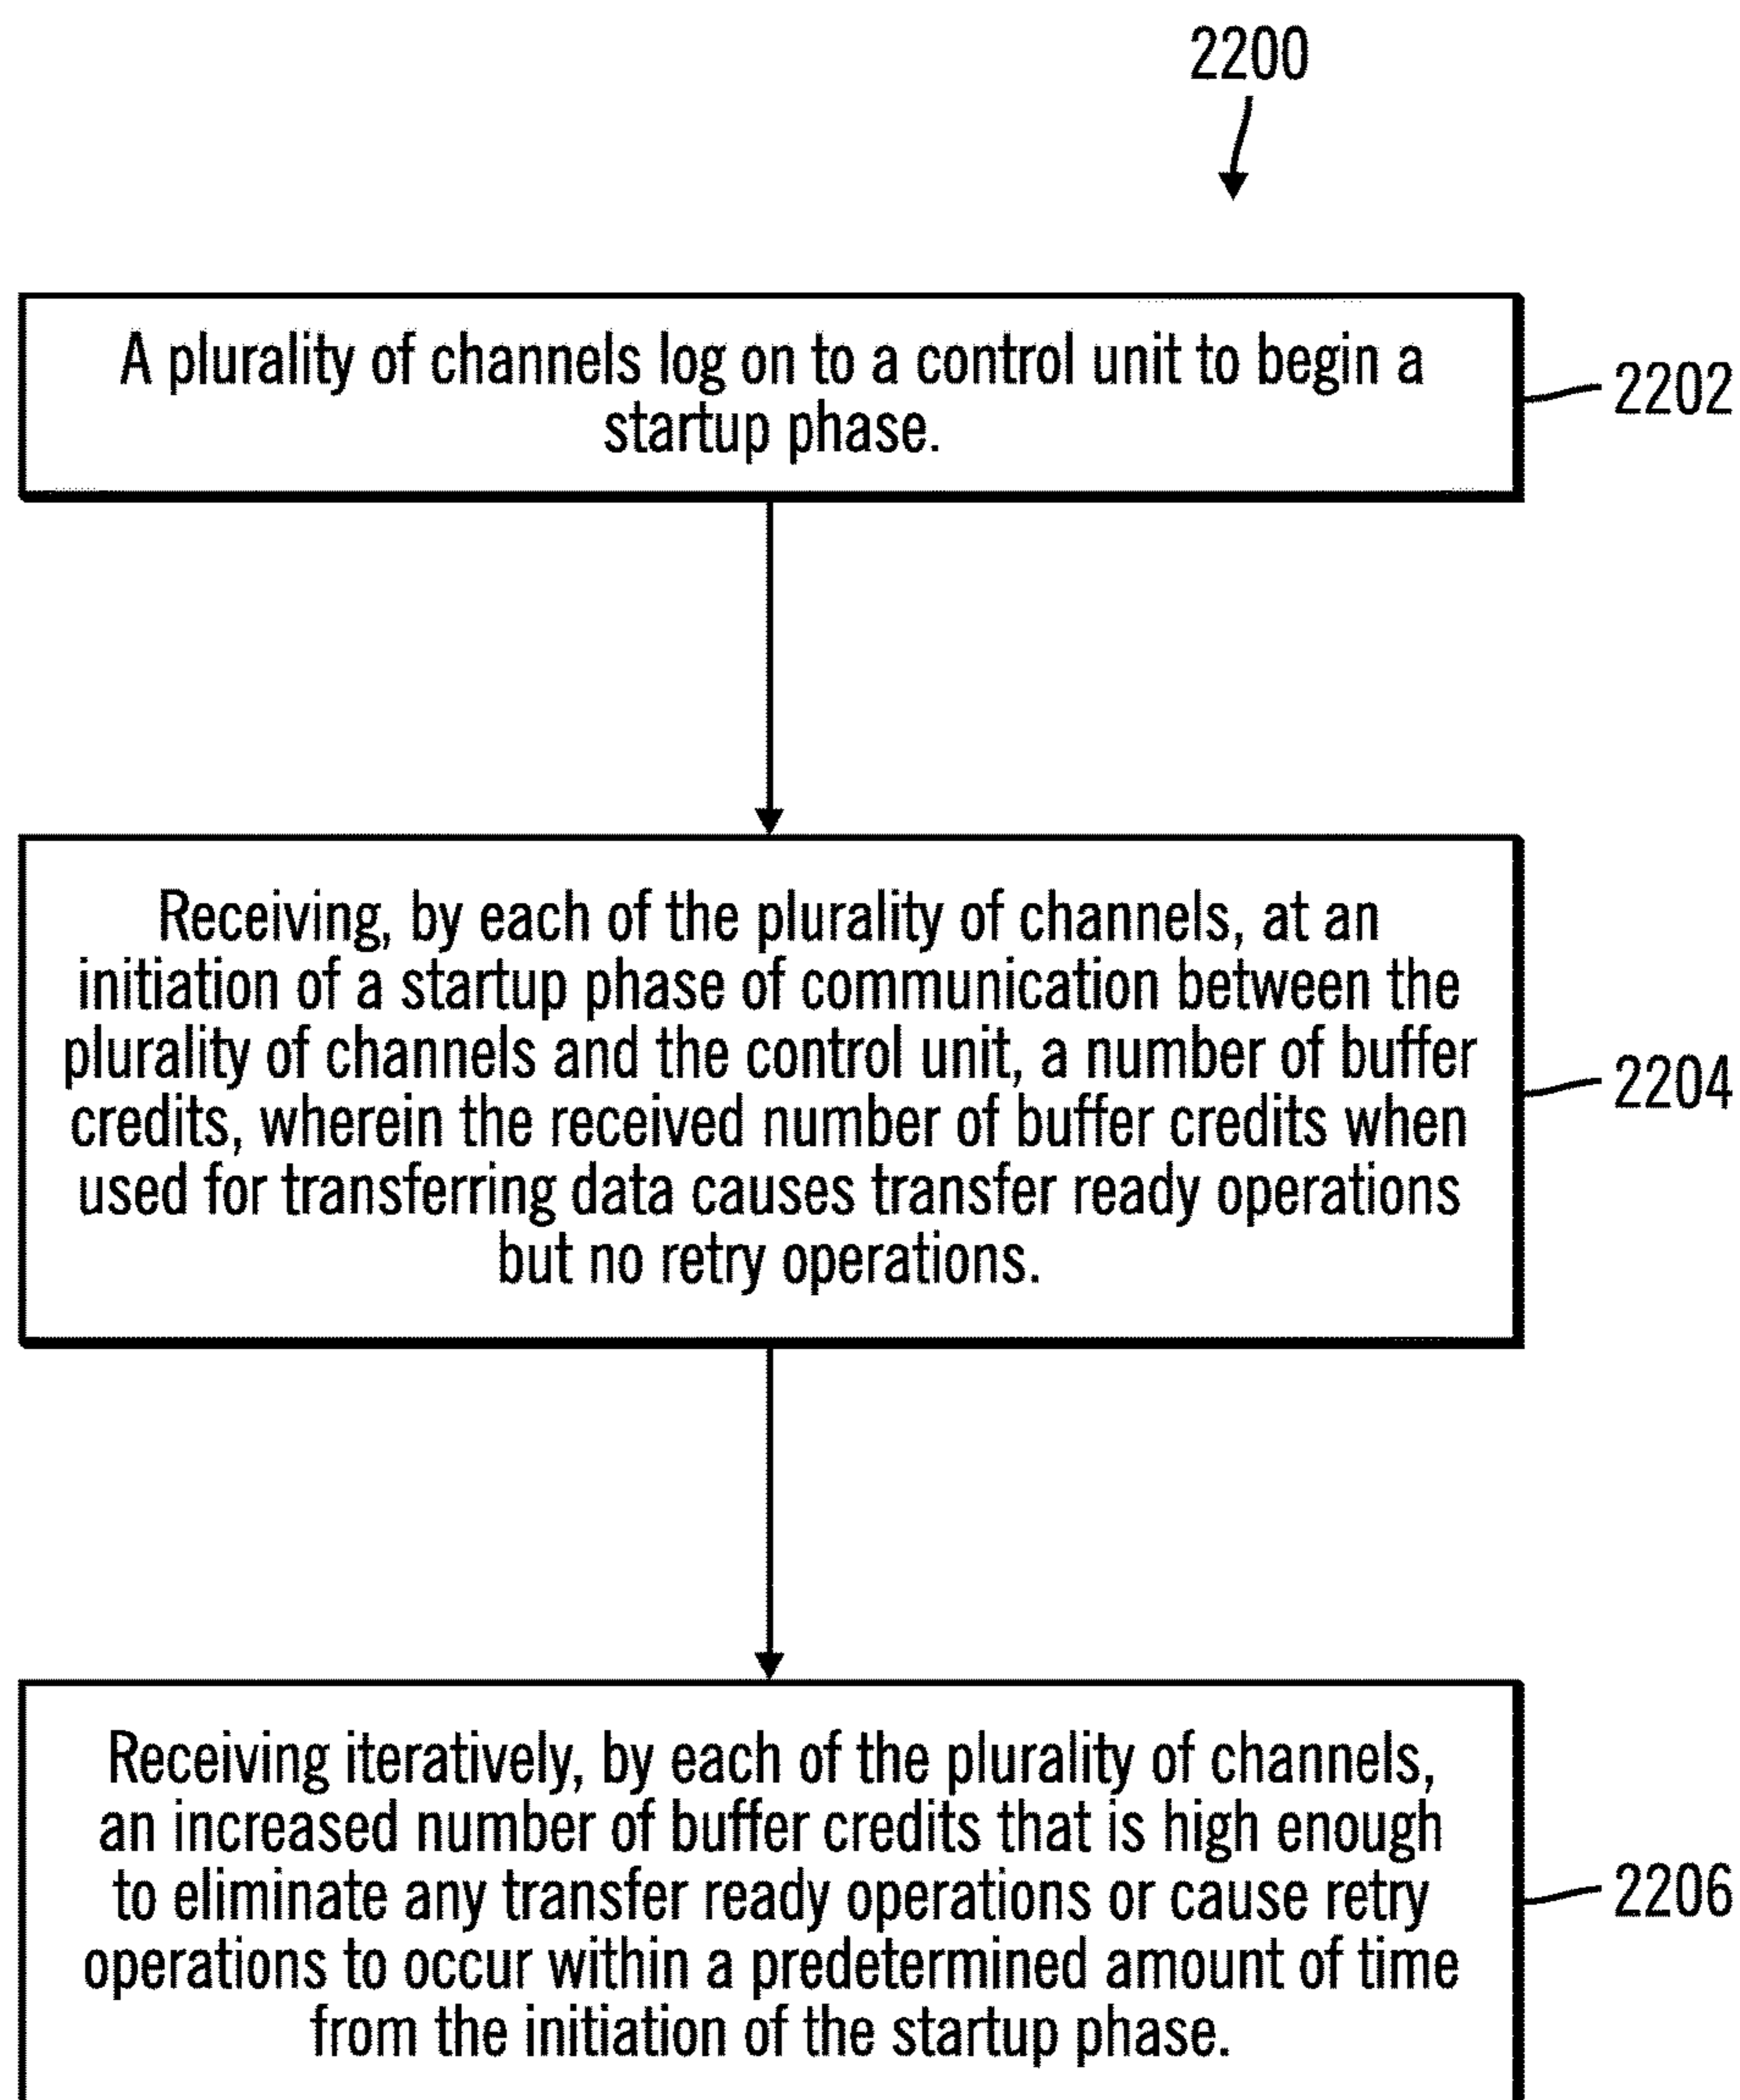 2200
A plurality of channels log on to a control unit to begin a
startup phase.
2202
Receiving, by each of the plurality of channels, at an
initiation of a startup phase of communication between the
plurality of channels and the control unit, a number of buffer
credits, wherein the received number of buffer credits when
used for transferring data causes transfer ready operations
but no retry operations.
2204
Receiving iteratively, by each of the plurality of channels,
an increased number of buffer credits that is high enough
to eliminate any transfer ready operations or cause retry
operations to occur within a predetermined amount of time
from the initiation of the startup phase.
2206